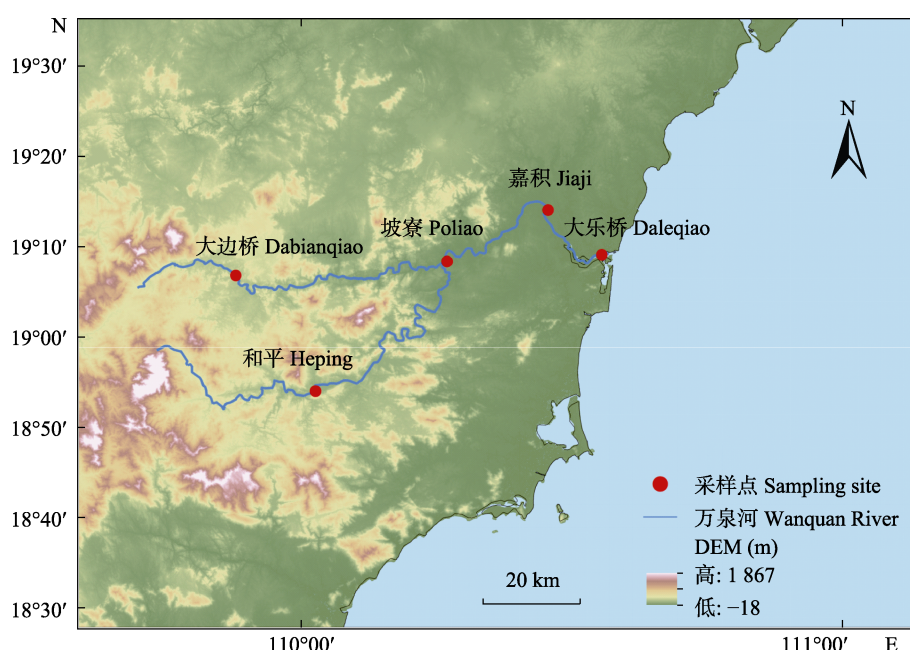 N
19°30′
19°20′
19°10′
19°00′
18°50′
18°40′
18°30′
N
嘉积 Jiaji
坡寮 Poliao
大乐桥 Daleqiao
大边桥 Dabianqiao
和平 Heping
采样点 Sampling site
万泉河 Wanquan River
DEM (m)
高: 1 867
低: −18
20 km
110°00′
111°00′
E